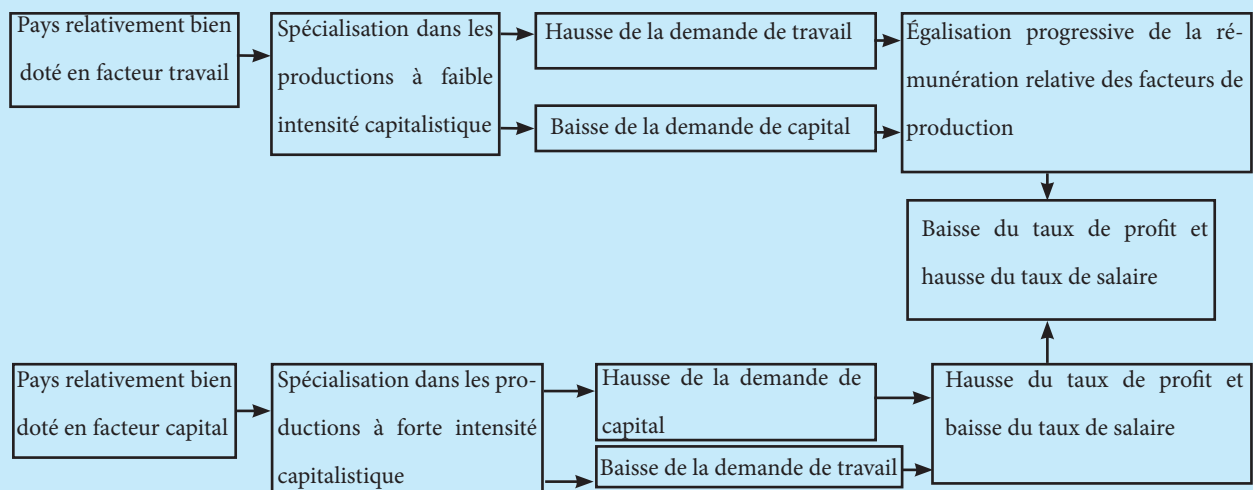 Pays relativement bien
doté en facteur travail
Spécialisation dans les
productions à faible
intensité capitalistique
Hausse de la demande de travail
Baisse de la demande de capital
Égalisation progressive de la ré-
munération relative des facteurs de
production
Baisse du taux de profit et
hausse du taux de salaire
Pays relativement bien
doté en facteur capital
Spécialisation dans les pro-
ductions à forte intensité
capitalistique
Hausse de la demande de
capital
Baisse de la demande de travail
Hausse du taux de profit et
baisse du taux de salaire